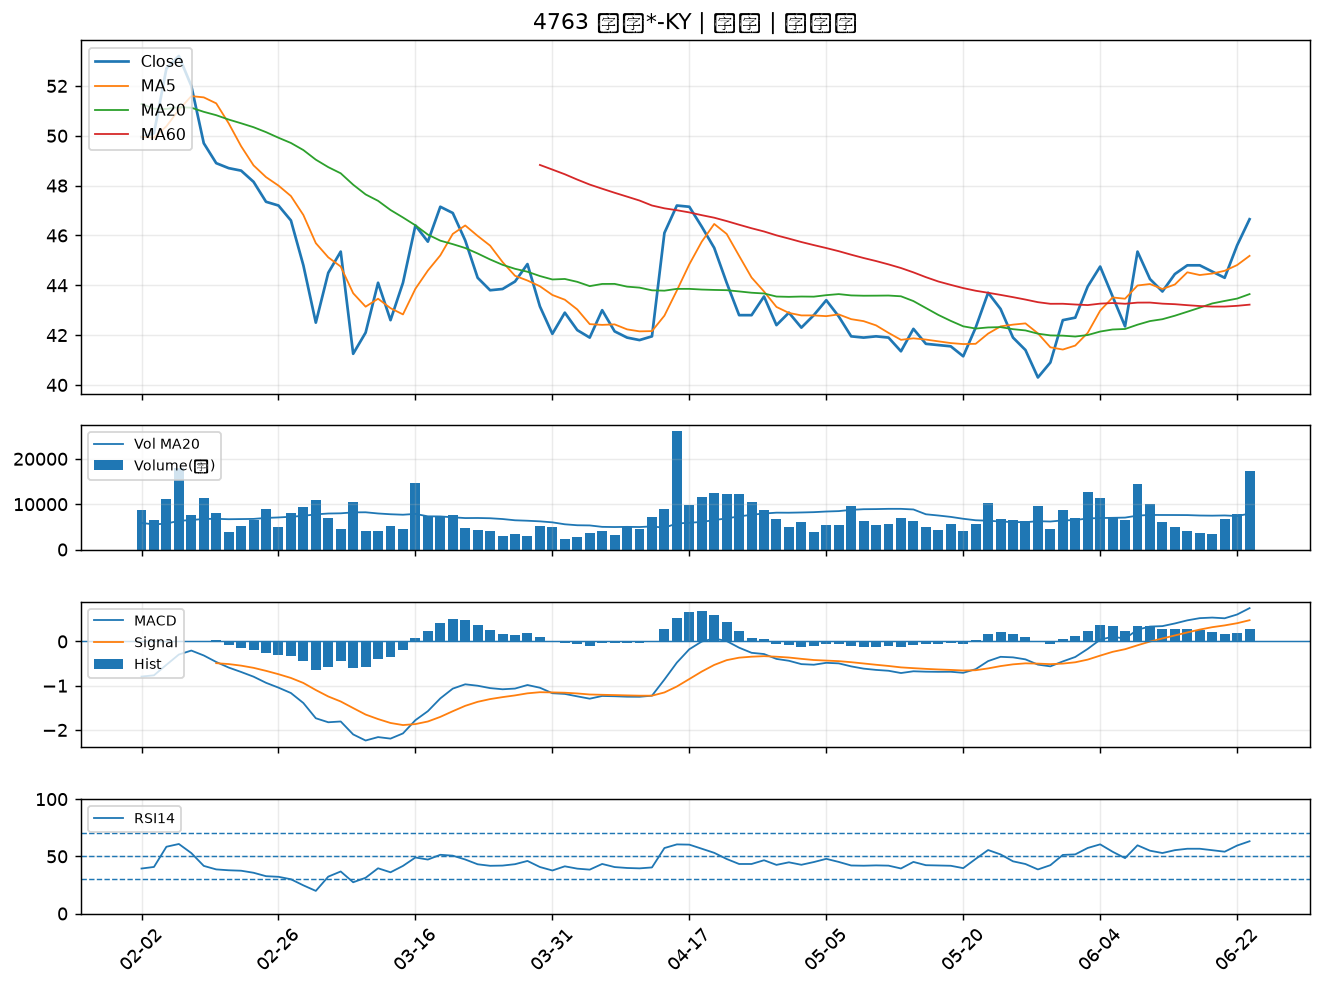 4763 *-KY | |
Close
MA5
MA20
MA60
52
50
48
46
44
42
40
Vol MA20
Volume( )
20000
10000
0
MACD
Signal
Hist
0
−1
−2
RSI14
100
50
0
02-02
02-26
03-16
03-31
04-17
05-05
05-20
06-04
06-22